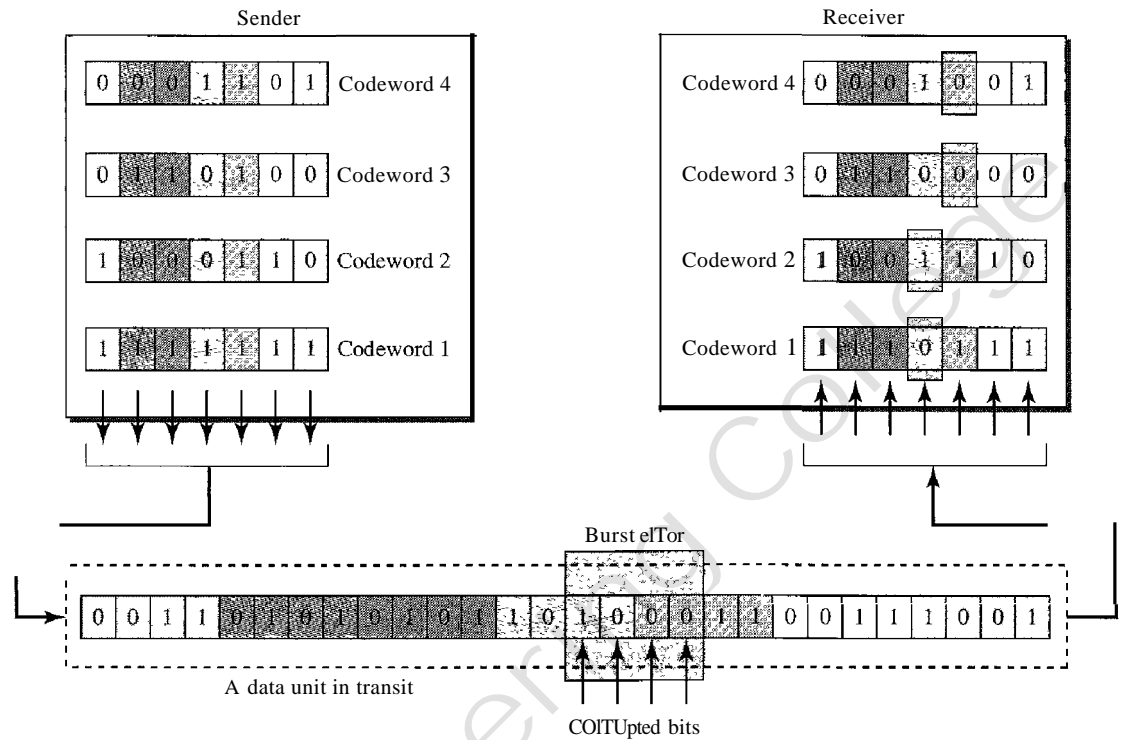 Sender
Receiver
0 0 0 1 1 0 1 Codeword 4
Codeword 4 0 0 0 1 0 0 1
0 1 1 0 1 0 0 Codeword 3
Codeword 3 0 1 1 0 0 0 0
1 0 0 0 1 1 0 Codeword 2
Codeword 2 1 0 0 1 1 1 0
1 1 1 1 1 1 1 Codeword 1
Codeword 1 1 1 1 0 1 1 1
Burst elTor
0 0 1 1 0 1 0 1 0 1 0 1 1 0 1 0 0 0 1 1 0 0 1 1 1 0 0 1
A data unit in transit
COlTUpted bits
ering College